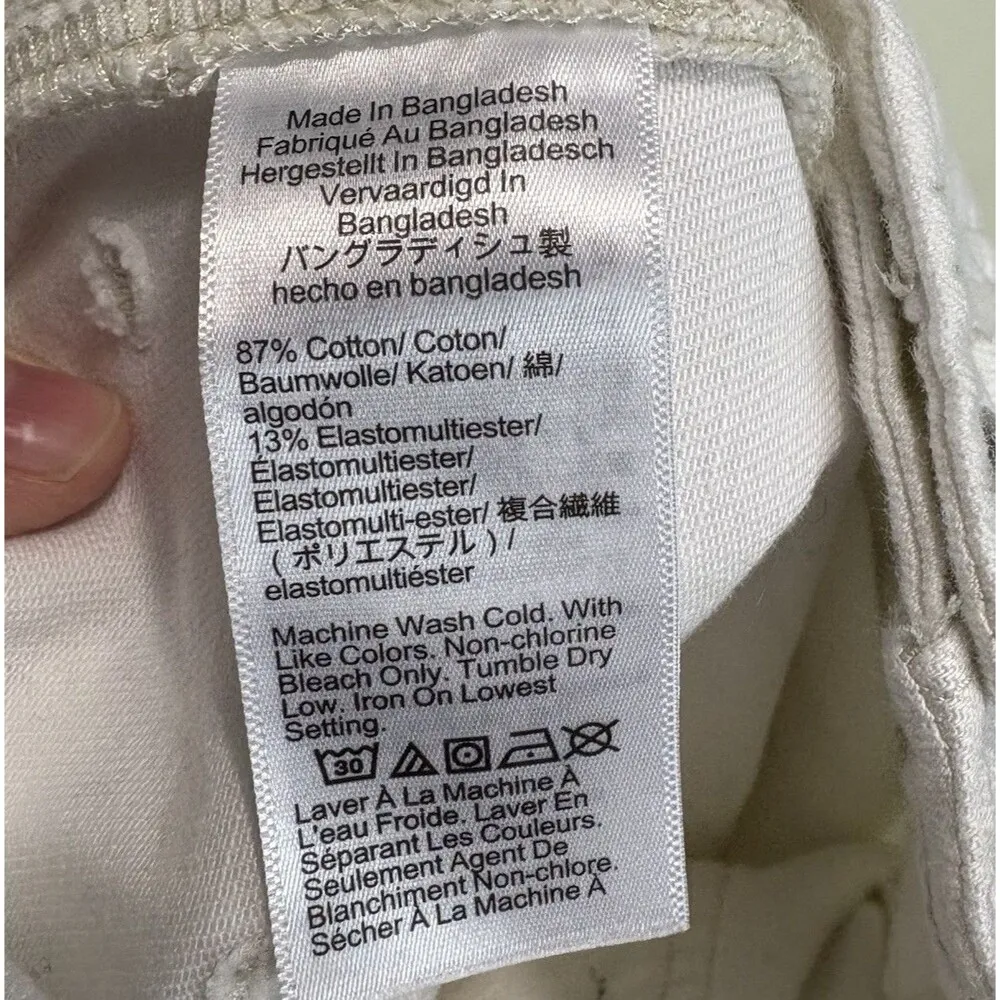 Made In Bangladesh
Fabriqué Au Bangladesh
Hergestellt In Bangladesch
Vervaardigd In
Bangladesh
バングラディシュ製
hecho en bangladesh
87% Cotton/ Coton/
Baumwolle/ Katoen/ 綿/
algodón
13% Elastomultiester/
Élastomultiester/
Elastomultiester/
Elastomulti-ester/ 複合繊維
(ポリエステル)/
elastomultiéster
Machine Wash Cold. With
Like Colors. Non-chlorine
Bleach Only. Tumble Dry
Low. Iron On Lowest
Setting.
30
Laver À La Machine À
L'eau Froide. Laver En
Séparant Les Couleurs.
Seulement Agent De
Blanchiment Non-chlore.
Sécher À La Machine À